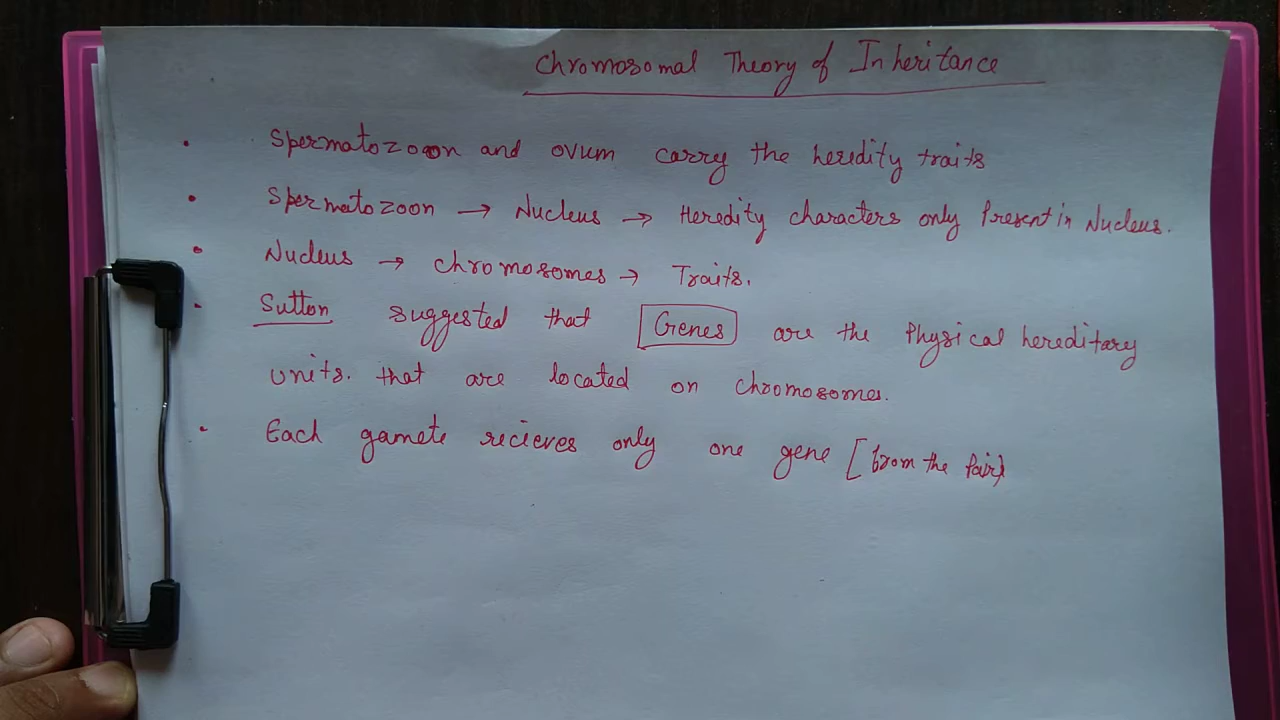 Chromosomal Theory of Inheritance
• Spermatozoon and ovum carry the heredity traits
• Spermatozoon → Nucleus → Heredity characters only Present in Nucleus.
• Nucleus → chromosomes → Traits.
• Sutton suggested that Genes are the Physical hereditary
units. that are located on chromosomes.
• Each gamete recieves only one gene [from the Pair)